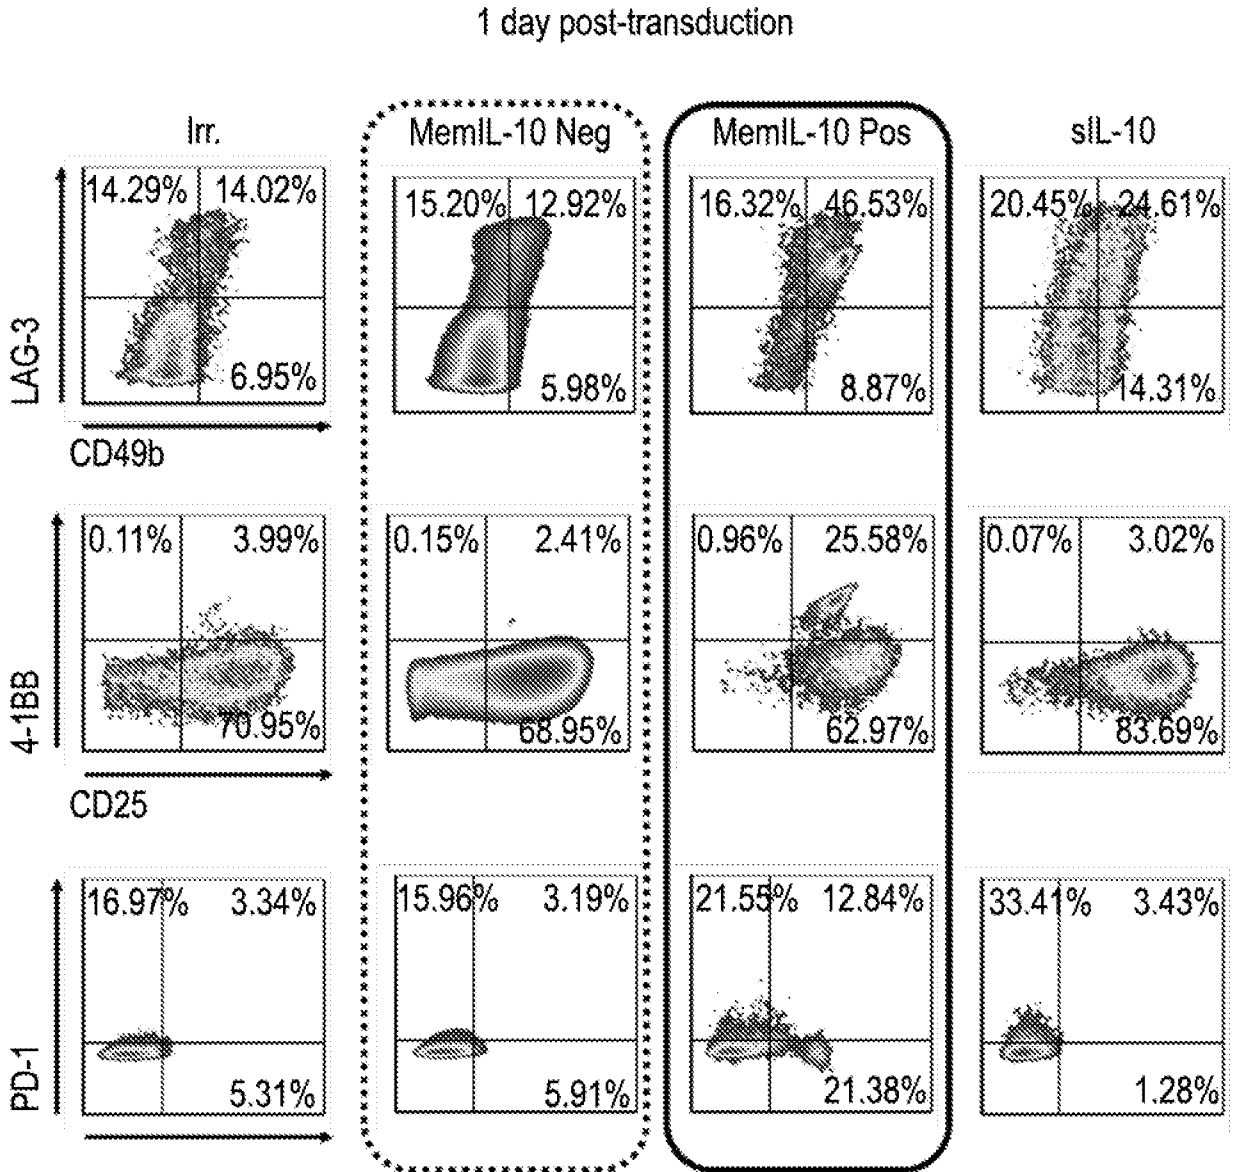 1 day post-transduction
Irr. MemIL-10 Neg MemIL-10 Pos sIL-10
14.29% 14.02% 15.20% 12.92% 16.32% 46.53% 20.45% 24.61%
LAG-3
6.95% 5.98% 8.87% 14.31%
CD49b
0.11% 3.99% 0.15% 2.41% 0.96% 25.58% 0.07% 3.02%
4-1BB
70.95% 68.95% 62.97% 83.69%
CD25
16.97% 3.34% 15.96% 3.19% 21.55% 12.84% 33.41% 3.43%
PD-1
5.31% 5.91% 21.38% 1.28%